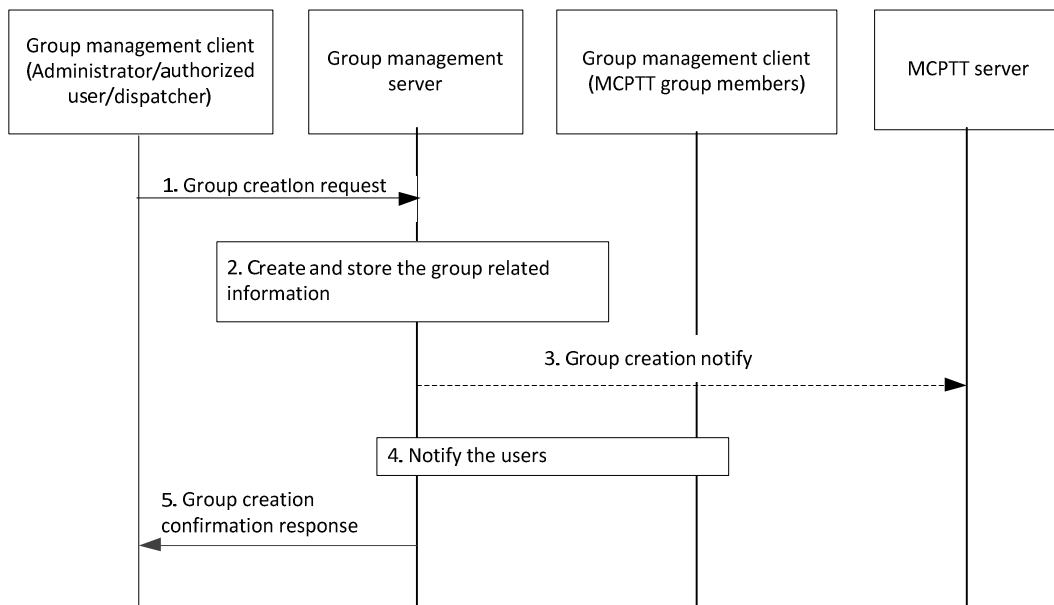 Group management client
(Administrator/authorized
user/dispatcher)
Group management
server
Group management client
(MCPTT group members)
MCPTT server
1. Group creation request
2. Create and store the group related
information
3. Group creation notify
4. Notify the users
5. Group creation
confirmation response